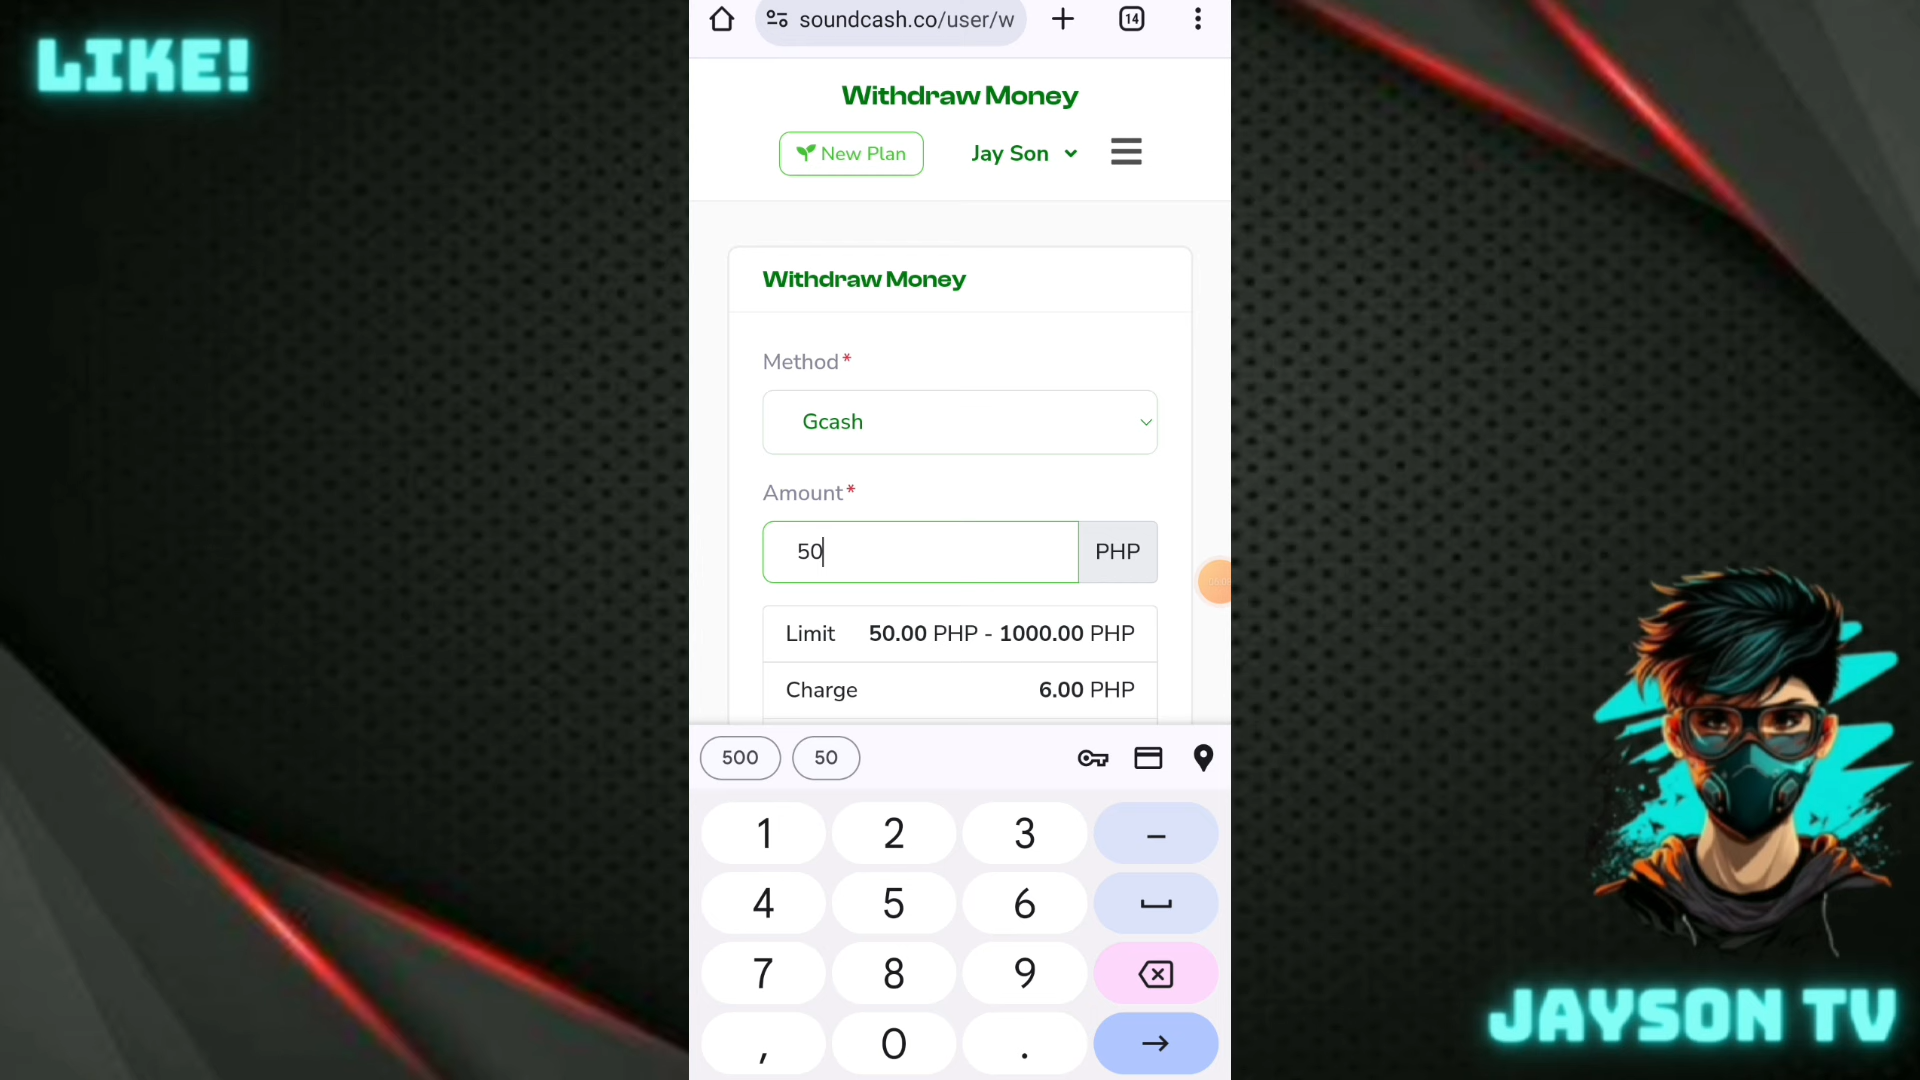 LIKE!
soundcash.co/user/w
14
Withdraw Money
New Plan
Jay Son
Withdraw Money
Method*
Gcash
Amount*
50
PHP
Limit 50.00 PHP - 1000.00 PHP
Charge 6.00 PHP
500 50
1 2 3 –
4 5 6
7 8 9
, 0 .
JAYSON TV